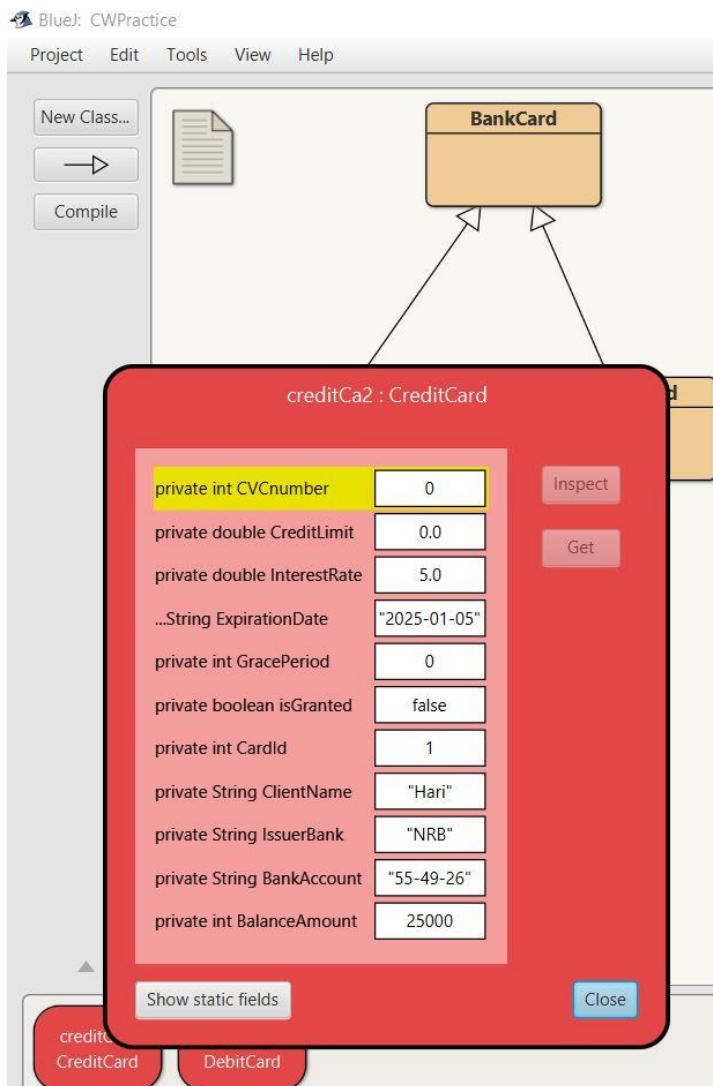 BlueJ: CWPractice
Project Edit Tools View Help
New Class...
Compile
BankCard
d
creditCa2 : CreditCard
private int CVCnumber 0
Inspect
private double CreditLimit 0.0
Get
private double InterestRate 5.0
...String ExpirationDate "2025-01-05"
private int GracePeriod 0
private boolean isGranted false
private int CardId 1
private String ClientName "Hari"
private String IssuerBank "NRB"
private String BankAccount "55-49-26"
private int BalanceAmount 25000
Show static fields
Close
CreditCard
DebitCard